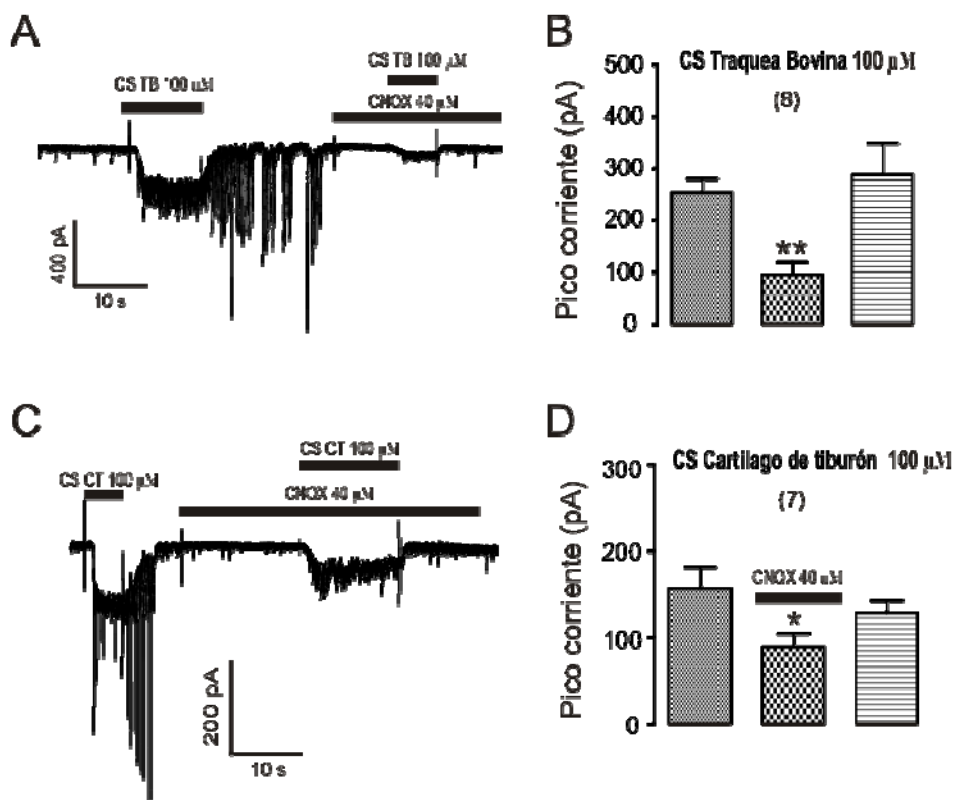 A
CS TB 100 µM
CS TB 100 µM
CNQX 40 µM
400 pA
10 s
B
CS Traquea Bovina 100 µM
(8)
Pico corriente (pA)
500
400
300
200
100
0
**
C
CS CT 100 µM
CS CT 100 µM
CNQX 40 µM
200 pA
10 s
D
CS Cartilago de tiburón 100 µM
(7)
Pico corriente (pA)
300
200
100
0
CNQX 40 µM
*